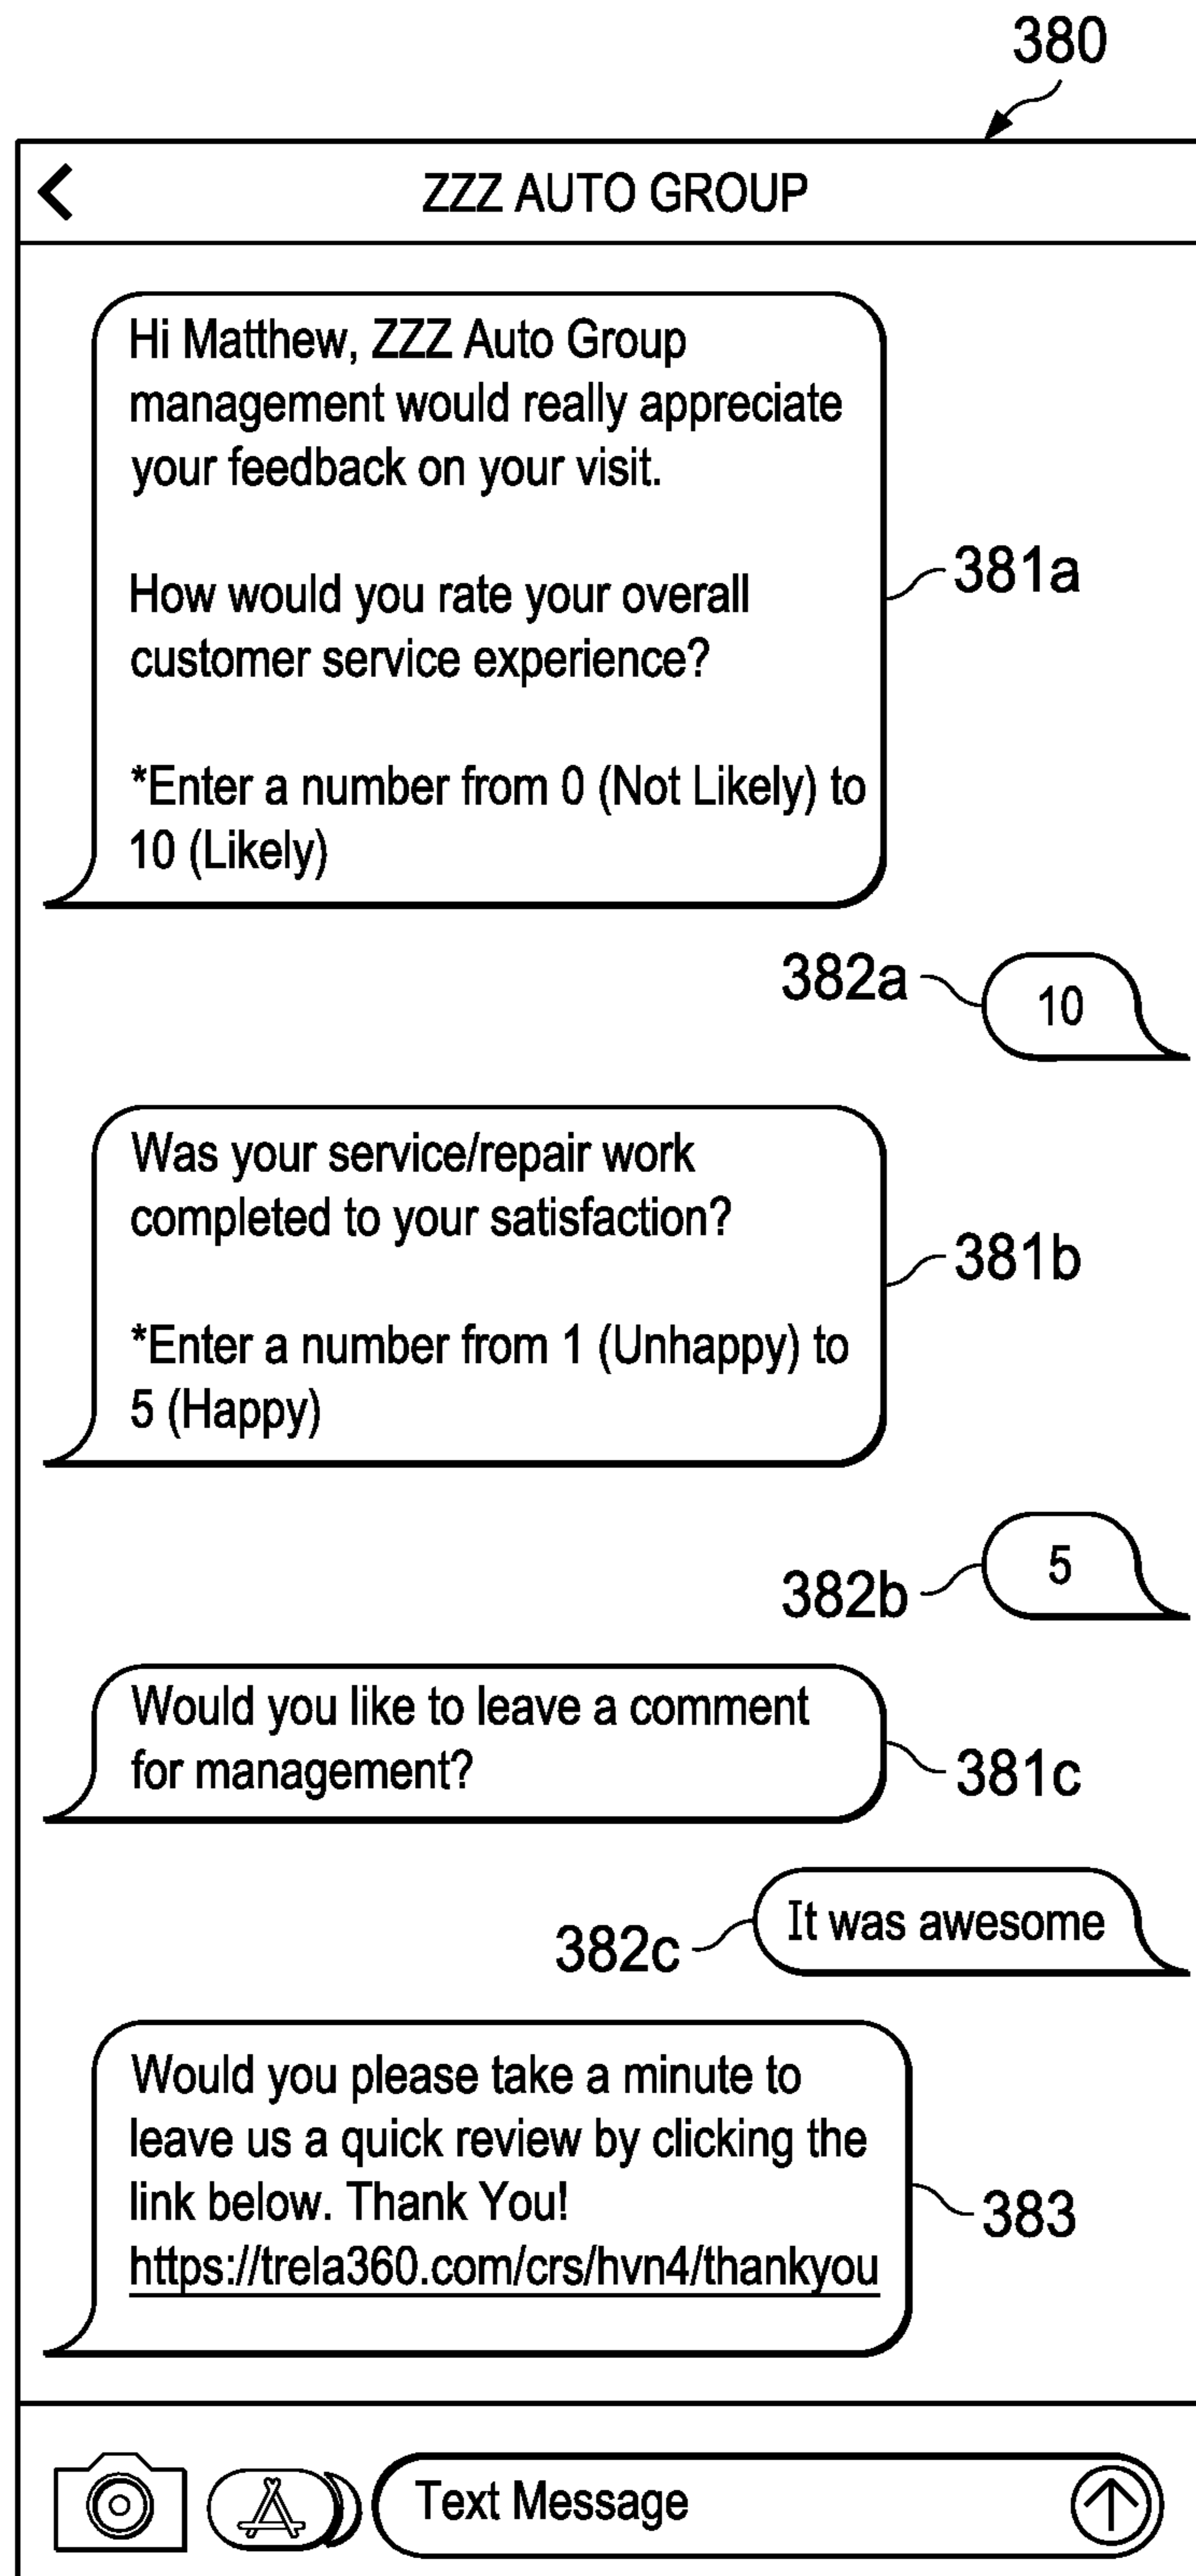 380
ZZZ AUTO GROUP
Hi Matthew, ZZZ Auto Group
management would really appreciate
your feedback on your visit.
How would you rate your overall
customer service experience?
*Enter a number from 0 (Not Likely) to
10 (Likely)
381a
382a
10
Was your service/repair work
completed to your satisfaction?
*Enter a number from 1 (Unhappy) to
5 (Happy)
381b
5
382b
Would you like to leave a comment
for management?
381c
It was awesome
382c
Would you please take a minute to
leave us a quick review by clicking the
link below. Thank You!
https://trela360.com/crs/hvn4/thankyou
383
Text Message